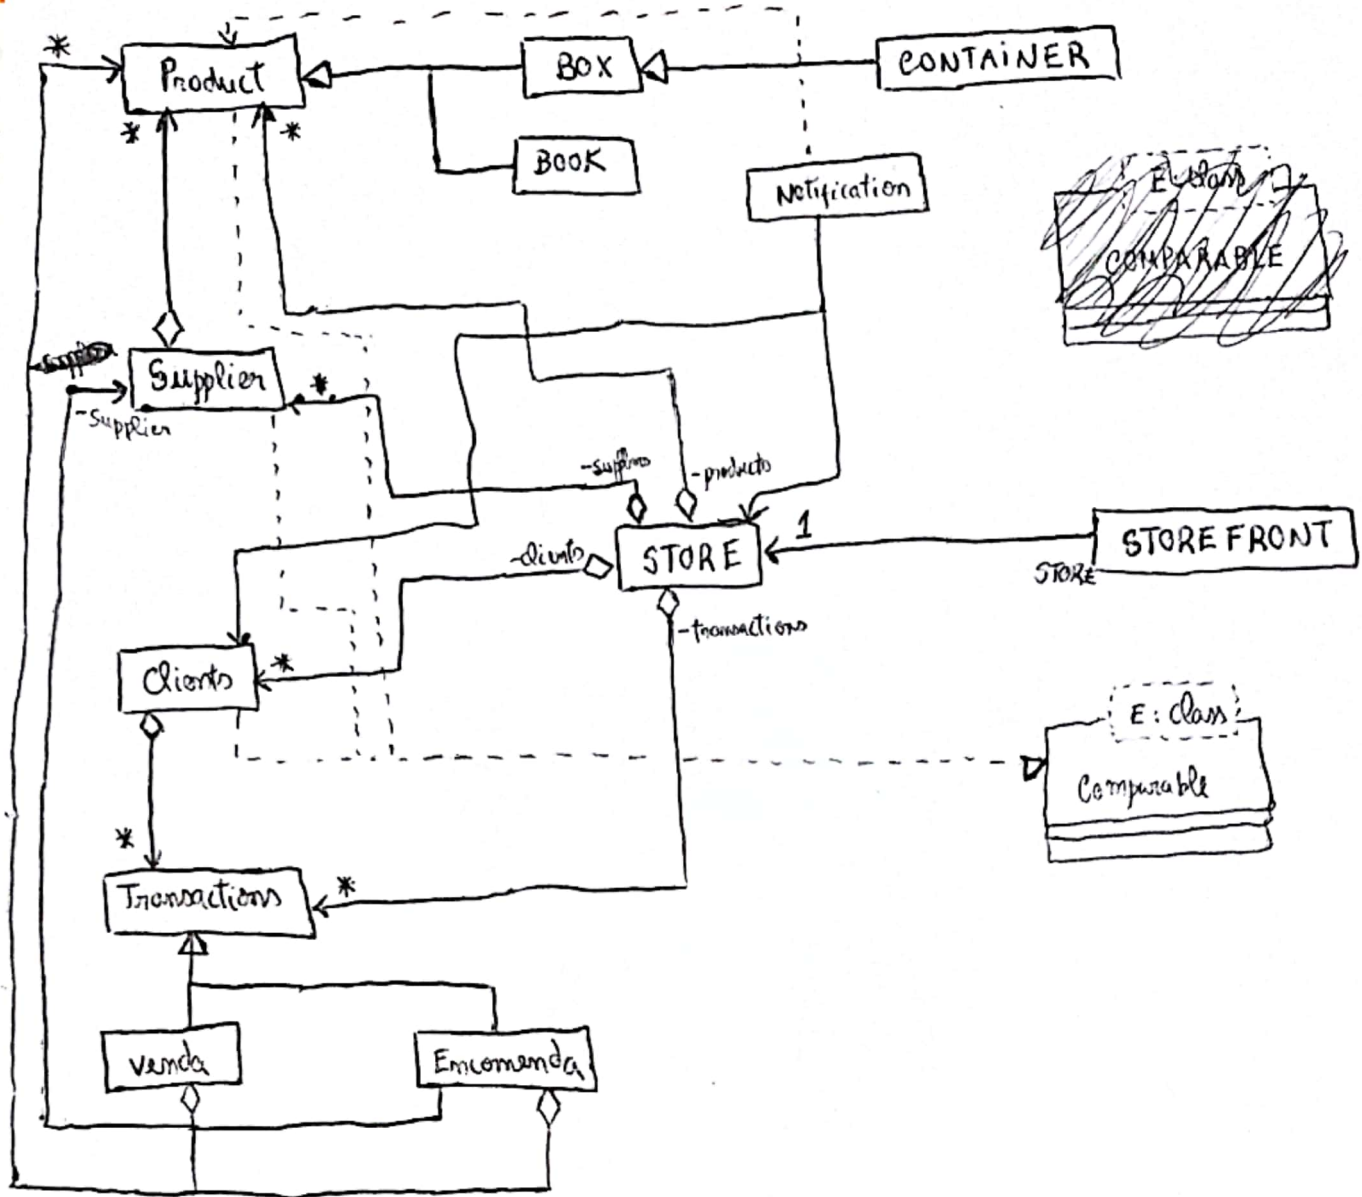 *
Product
BOX
CONTAINER
*
*
BOOK
Notification
E: Class
COMPARABLE
Supplier
*
-Supplier
-products
-clients
STORE
1
STORE FRONT
STORE
-transactions
Clients
*
E: Class
Comparable
*
Transactions
*
Venda
Encomenda